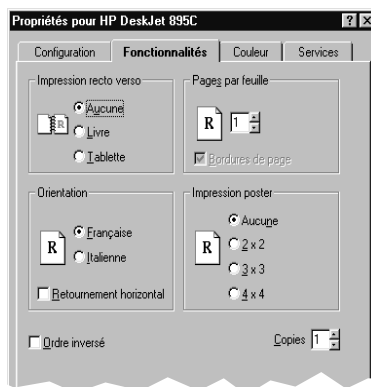 Propriétés pour HP DeskJet 895C
Configuration Fonctionnalités Couleur Services
Impression recto verso
Aucune
Livre
Tablette
R
Pages par feuille
R 1
Bordures de page
Orientation
R
Française
Italienne
Retournement horizontal
Impression poster
R
Aucune
2 x 2
3 x 3
4 x 4
Ordre inversé
Copies 1